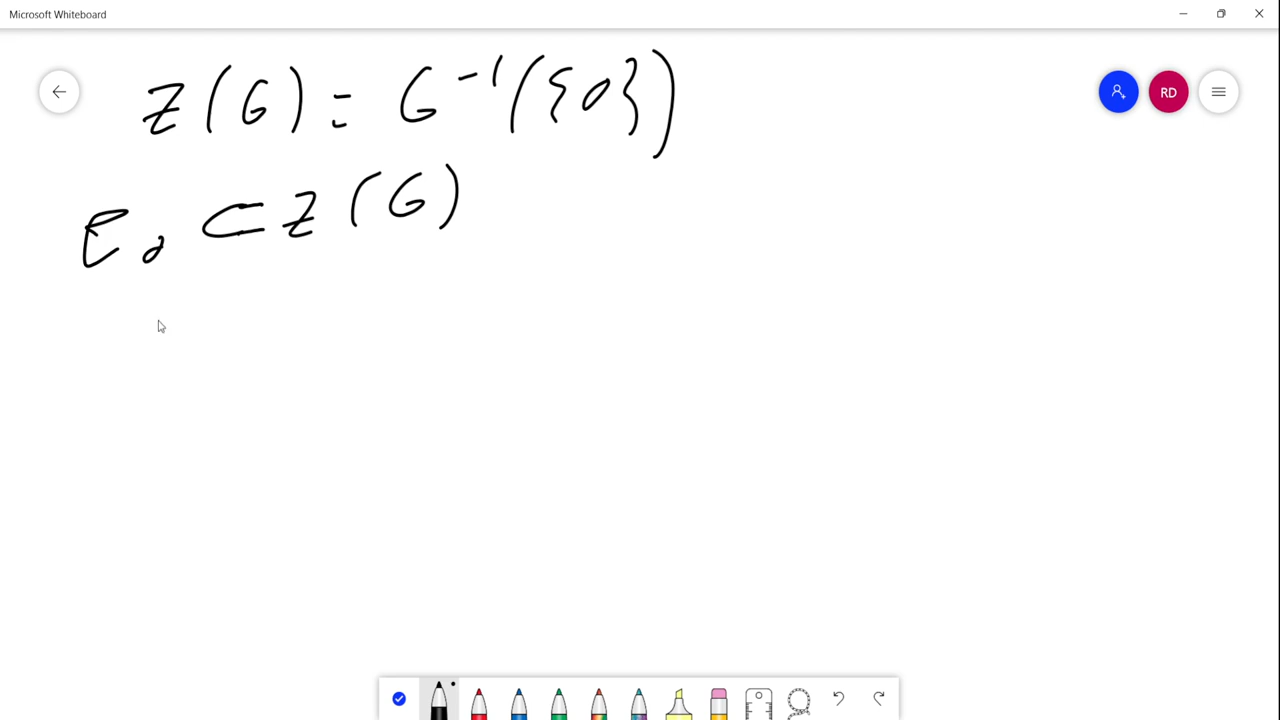 Microsoft Whiteboard
RD
Z(G) = G⁻¹({0})
E₀ ⊂ Z(G)